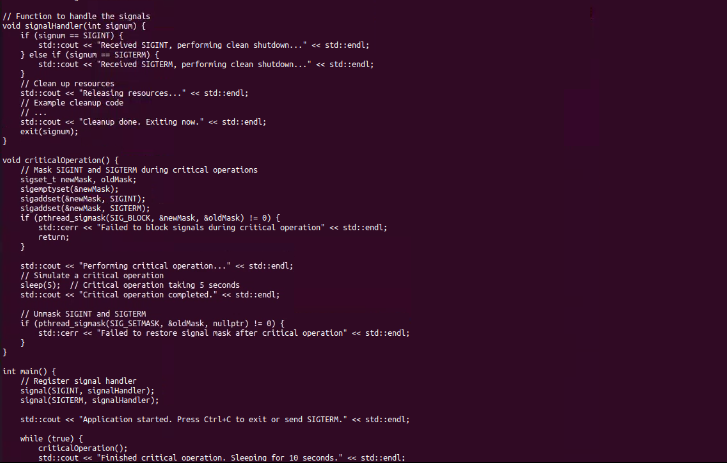 // Function to handle the signals
void signalHandler(int signum) {
    if (signum == SIGINT) {
        std::cout << "Received SIGINT, performing clean shutdown..." << std::endl;
    } else if (signum == SIGTERM) {
        std::cout << "Received SIGTERM, performing clean shutdown..." << std::endl;
    }
    // Clean up resources
    std::cout << "Releasing resources..." << std::endl;
    // Example cleanup code
    // ...
    std::cout << "Cleanup done. Exiting now." << std::endl;
    exit(signum);
}

void criticalOperation() {
    // Mask SIGINT and SIGTERM during critical operations
    sigset_t newMask, oldMask;
    sigemptyset(&newMask);
    sigaddset(&newMask, SIGINT);
    sigaddset(&newMask, SIGTERM);
    if (pthread_sigmask(SIG_BLOCK, &newMask, &oldMask) != 0) {
        std::cerr << "Failed to block signals during critical operation" << std::endl;
        return;
    }

    std::cout << "Performing critical operation..." << std::endl;
    // Simulate a critical operation
    sleep(5);  // Critical operation taking 5 seconds
    std::cout << "Critical operation completed." << std::endl;

    // Unmask SIGINT and SIGTERM
    if (pthread_sigmask(SIG_SETMASK, &oldMask, nullptr) != 0) {
        std::cerr << "Failed to restore signal mask after critical operation" << std::endl;
    }
}

int main() {
    // Register signal handler
    signal(SIGINT, signalHandler);
    signal(SIGTERM, signalHandler);

    std::cout << "Application started. Press Ctrl+C to exit or send SIGTERM." << std::endl;

    while (true) {
        criticalOperation();
        std::cout << "Finished critical operation. Sleeping for 10 seconds." << std::endl;